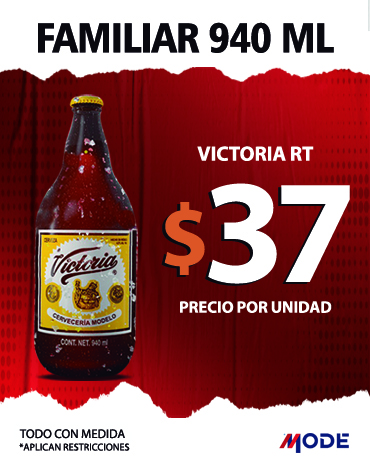 FAMILIAR 940 ML
VICTORIA RT
$37
PRECIO POR UNIDAD
Victoria
CERVECERÍA MODELO
CONT. NET. 940 ml
TODO CON MEDIDA
*APLICAN RESTRICCIONES
MODE